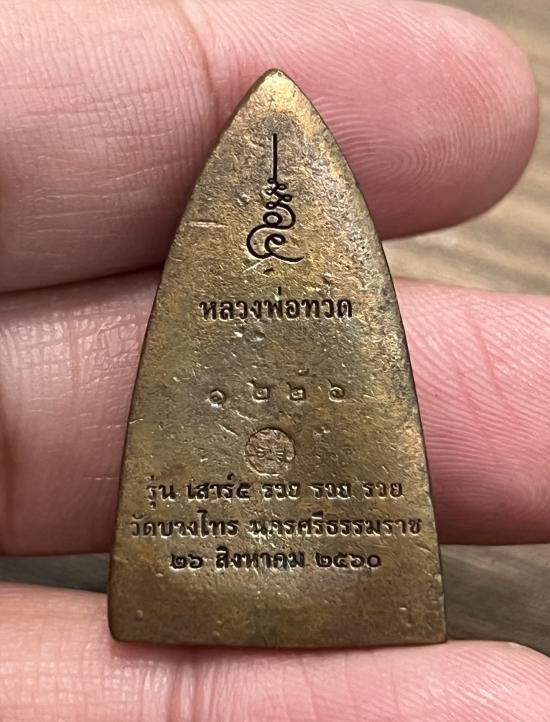 หลวงพ่อทวด
๑๒๒๖
รุ่น เสาร์๕ รวย รวย รวย
วัดบางไทร นครศรีธรรมราช
๒๖ สิงหาคม ๒๕๖๐